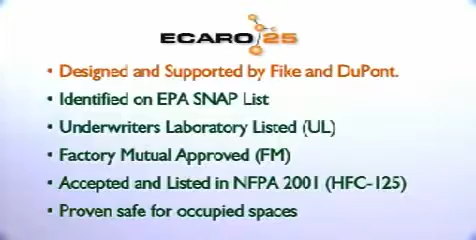 ECARO 25
• Designed and Supported by Fike and DuPont.
• Identified on EPA SNAP List
• Underwriters Laboratory Listed (UL)
• Factory Mutual Approved (FM)
• Accepted and Listed in NFPA 2001 (HFC-125)
• Proven safe for occupied spaces